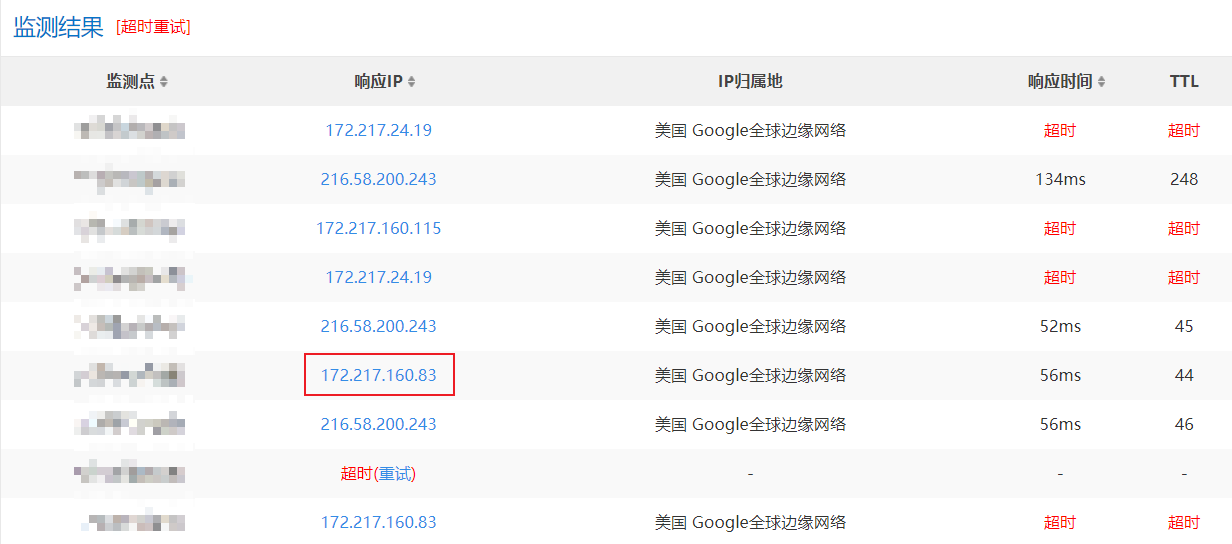 监测结果 [超时重试]
监测点 响应IP IP归属地 响应时间 TTL
172.217.24.19 美国 Google全球边缘网络 超时 超时
216.58.200.243 美国 Google全球边缘网络 134ms 248
172.217.160.115 美国 Google全球边缘网络 超时 超时
172.217.24.19 美国 Google全球边缘网络 超时 超时
216.58.200.243 美国 Google全球边缘网络 52ms 45
172.217.160.83 美国 Google全球边缘网络 56ms 44
216.58.200.243 美国 Google全球边缘网络 56ms 46
超时(重试) - - -
172.217.160.83 美国 Google全球边缘网络 超时 超时